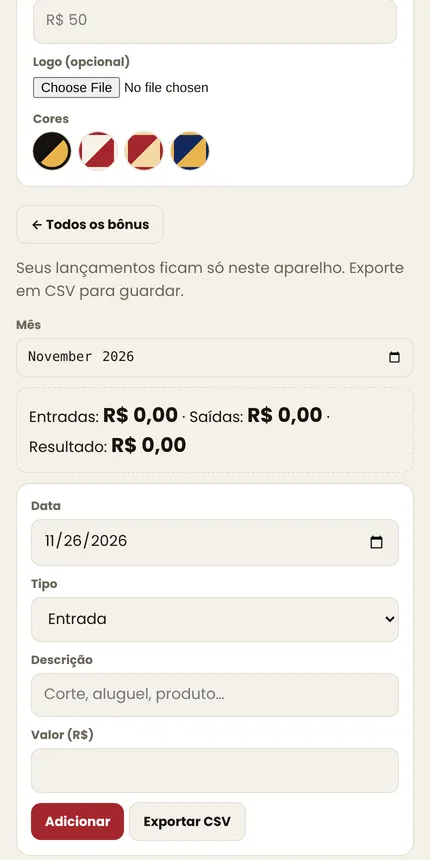 R$ 50
Logo (opcional)
Choose File No file chosen
Cores
← Todos os bônus
Seus lançamentos ficam só neste aparelho. Exporte
em CSV para guardar.
Mês
November 2026
Entradas: R$ 0,00 · Saídas: R$ 0,00 ·
Resultado: R$ 0,00
Data
11/26/2026
Tipo
Entrada
Descrição
Corte, aluguel, produto...
Valor (R$)
Adicionar Exportar CSV